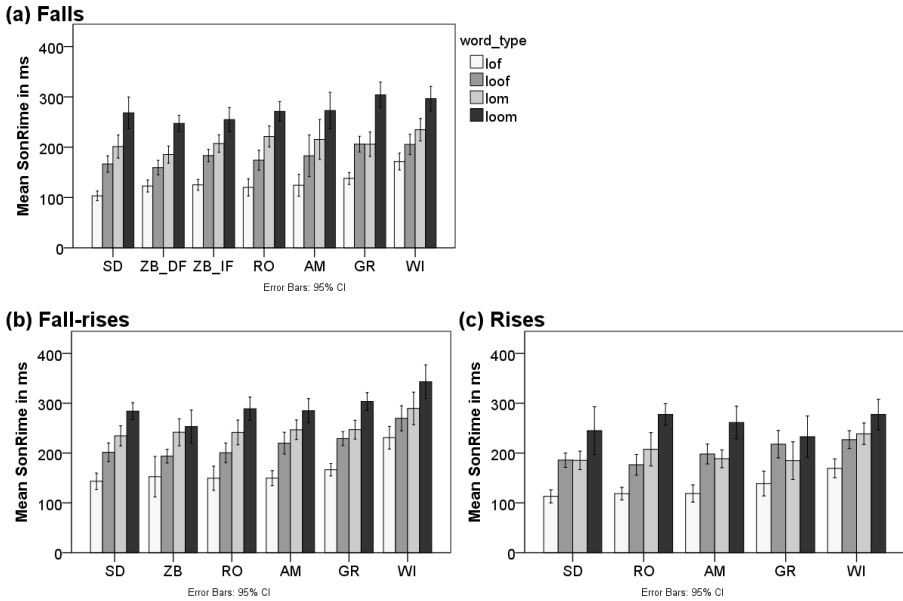 (a) Falls
word_type
lof
loof
lom
loom
Mean SonRime in ms
400
300
200
100
0
SD ZB_DF ZB_IF RO AM GR WI
Error Bars: 95% CI
(b) Fall-rises
Mean SonRime in ms
400
300
200
100
0
SD ZB RO AM GR WI
Error Bars: 95% CI
(c) Rises
Mean SonRime in ms
400
300
200
100
0
SD RO AM GR WI
Error Bars: 95% CI